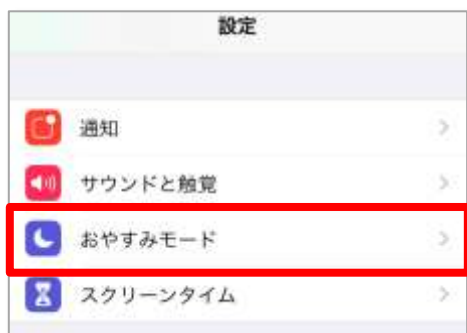 設定
通知
サウンドと触覚
おやすみモード
スクリーンタイム